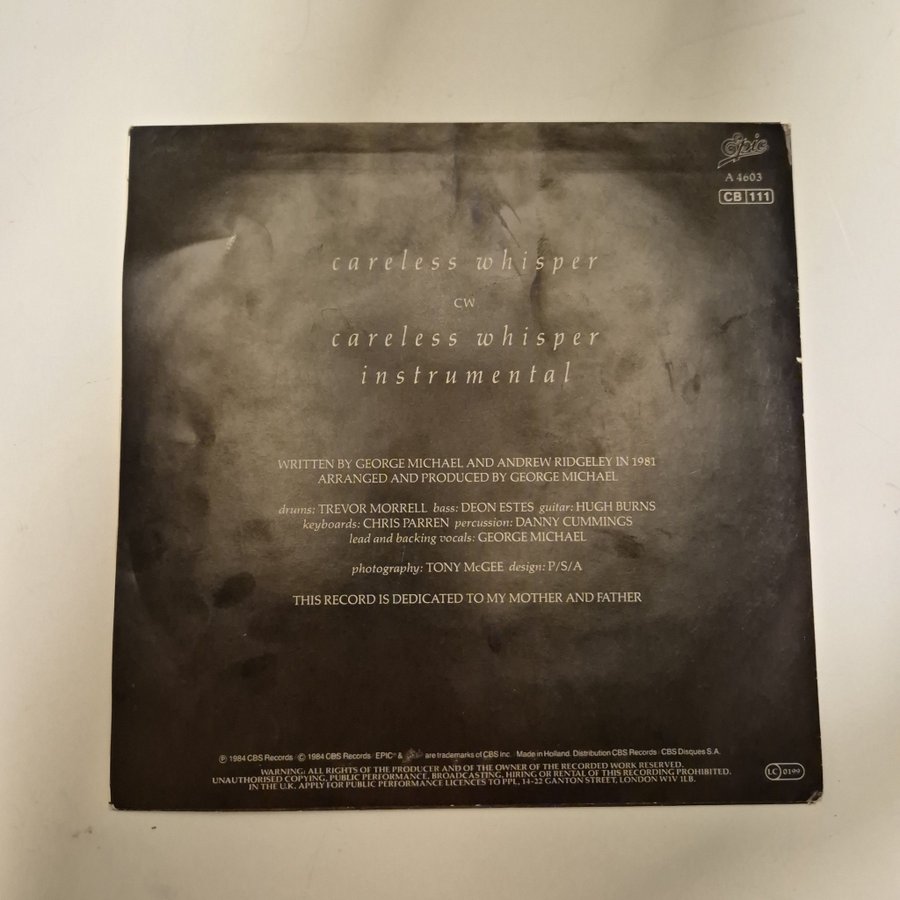 Epic
A 4603
CB 111
careless whisper
CW
careless whisper
instrumental
WRITTEN BY GEORGE MICHAEL AND ANDREW RIDGELEY IN 1981
ARRANGED AND PRODUCED BY GEORGE MICHAEL
drums: TREVOR MORRELL bass: DEON ESTES guitar: HUGH BURNS
keyboards: CHRIS PARREN percussion: DANNY CUMMINGS
lead and backing vocals: GEORGE MICHAEL
photography: TONY McGEE design: P/S/A
THIS RECORD IS DEDICATED TO MY MOTHER AND FATHER
℗ 1984 CBS Records · © 1984 CBS Records · EPIC & Epic are trademarks of CBS Inc. Made in Holland. Distribution CBS Records · CBS Disques S.A.
WARNING: ALL RIGHTS OF THE PRODUCER AND OF THE OWNER OF THE RECORDED WORK RESERVED.
UNAUTHORISED COPYING, PUBLIC PERFORMANCE, BROADCASTING, HIRING OR RENTAL OF THIS RECORDING PROHIBITED.
IN THE U.K. APPLY FOR PUBLIC PERFORMANCE LICENCES TO PPL, 14-22 GANTON STREET, LONDON W1V 1LB.
LC 0199